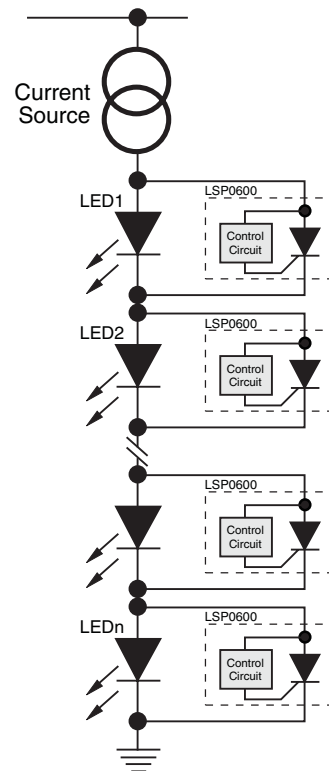 Current
Source
LED1
LSP0600
Control
Circuit
LED2
LSP0600
Control
Circuit
LSP0600
Control
Circuit
LEDn
LSP0600
Control
Circuit